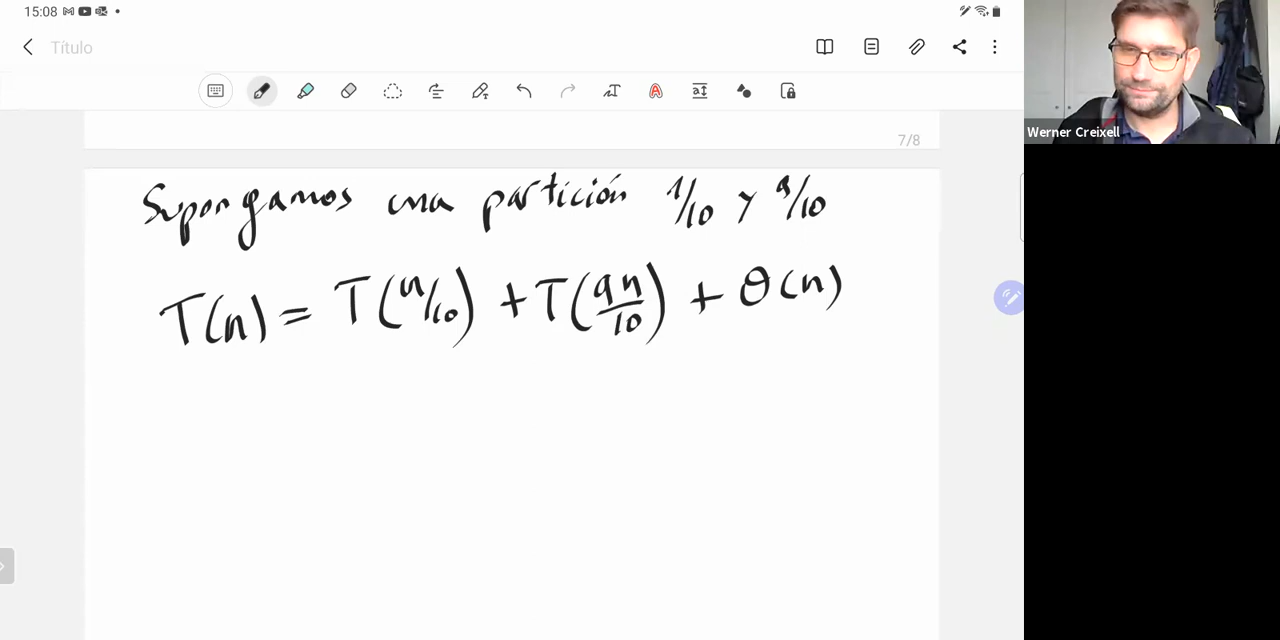 15:08
Título
7/8
Supongamos una partición 1/10 y 9/10
T(n) = T(n/10) + T(9n/10) + Θ(n)
Werner Creixell